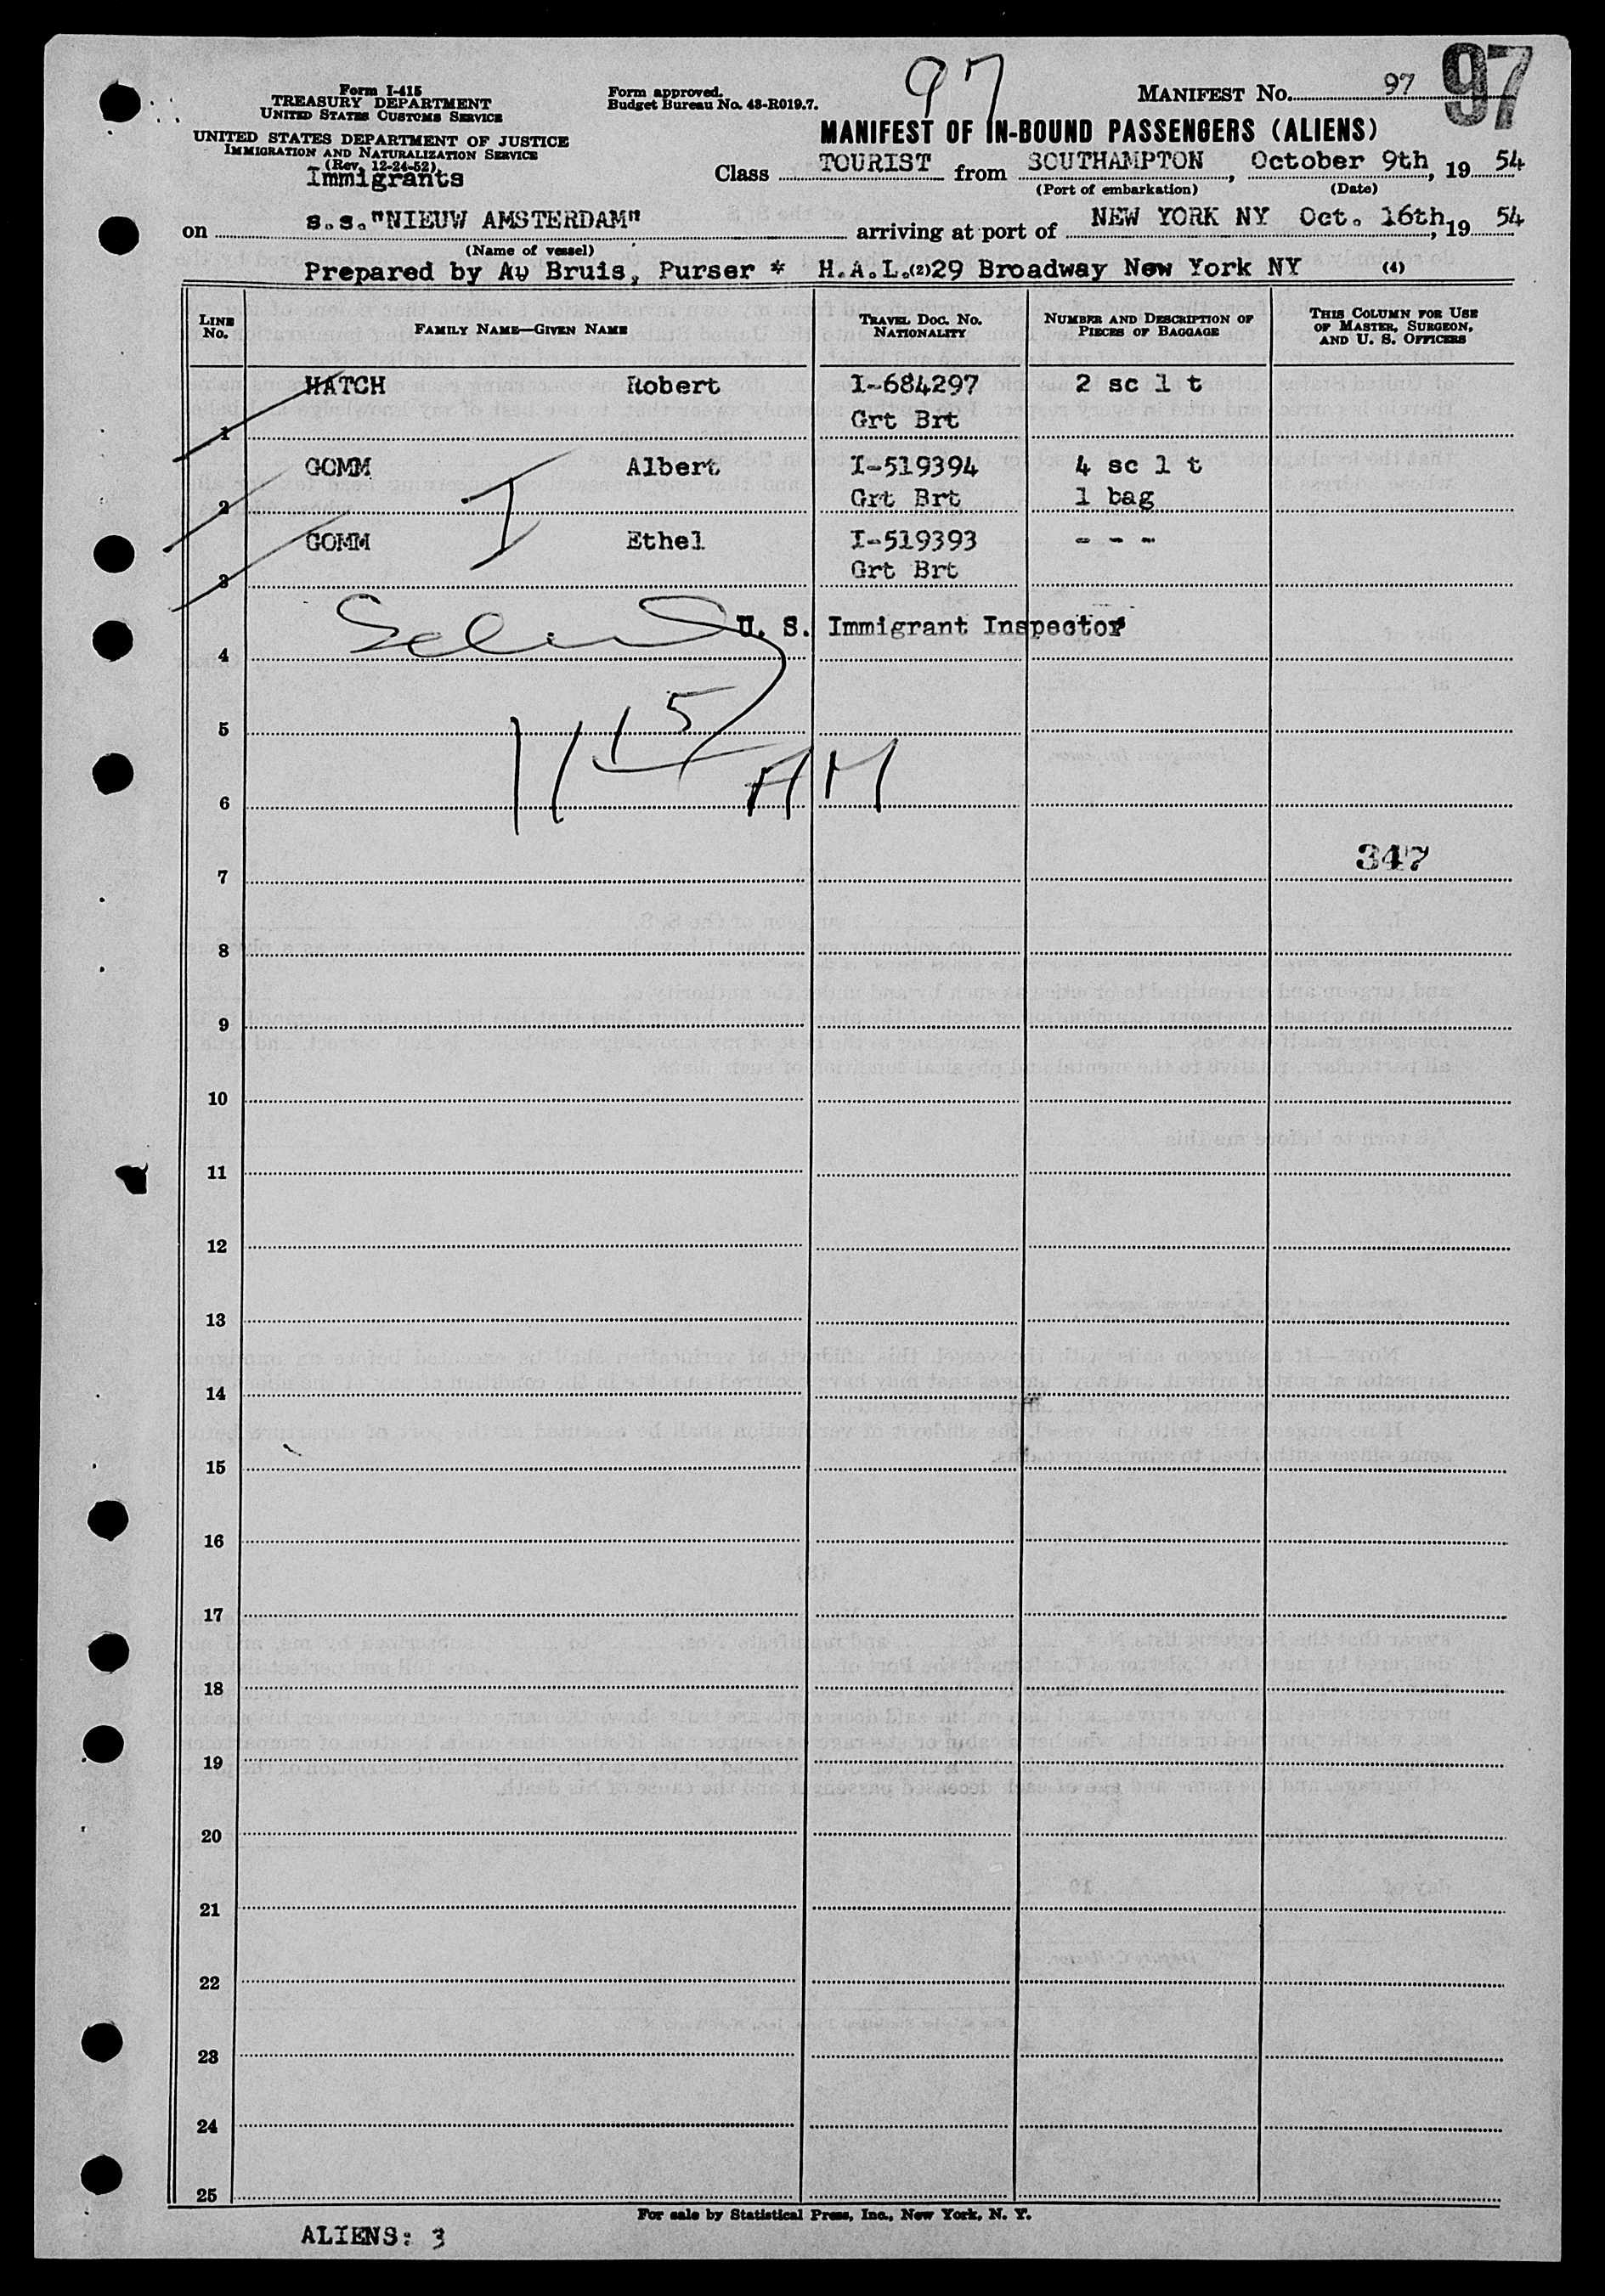 97
97
Form I-415
TREASURY DEPARTMENT
UNITED STATES CUSTOMS SERVICE
UNITED STATES DEPARTMENT OF JUSTICE
IMMIGRATION AND NATURALIZATION SERVICE
(Rev. 12-24-52)
Immigrants
Form approved.
Budget Bureau No. 43-R019.7.
MANIFEST NO. 97
MANIFEST OF IN-BOUND PASSENGERS (ALIENS)
Class TOURIST from SOUTHAMPTON, October 9th, 19 54
(Port of embarkation) (Date)
on s.s."NIEUW AMSTERDAM" arriving at port of NEW YORK NY Oct. 16th, 19 54
(Name of vessel)
Prepared by Bruis, Purser * H.A.L.(2)29 Broadway New York NY (4)
LINE NO. FAMILY NAME—GIVEN NAME TRAVEL DOC. NO. NATIONALITY NUMBER AND DESCRIPTION OF PIECES OF BAGGAGE THIS COLUMN FOR USE OF MASTER, SURGEON, AND U. S. OFFICERS
HATCH Robert I-684297 2 sc 1 t
1 Grt Brt
GOMM Albert I-519394 4 sc 1 t
2 Grt Brt 1 bag
GOMM I Ethel I-519393 - - -
3 Grt Brt
U. S. Immigrant Inspector
4
5
1115 AM
6
347
7
8
9
10
11
12
13
14
15
16
17
18
19
20
21
22
23
24
25
For sale by Statistical Press, Inc., New York, N. Y.
ALIENS: 3